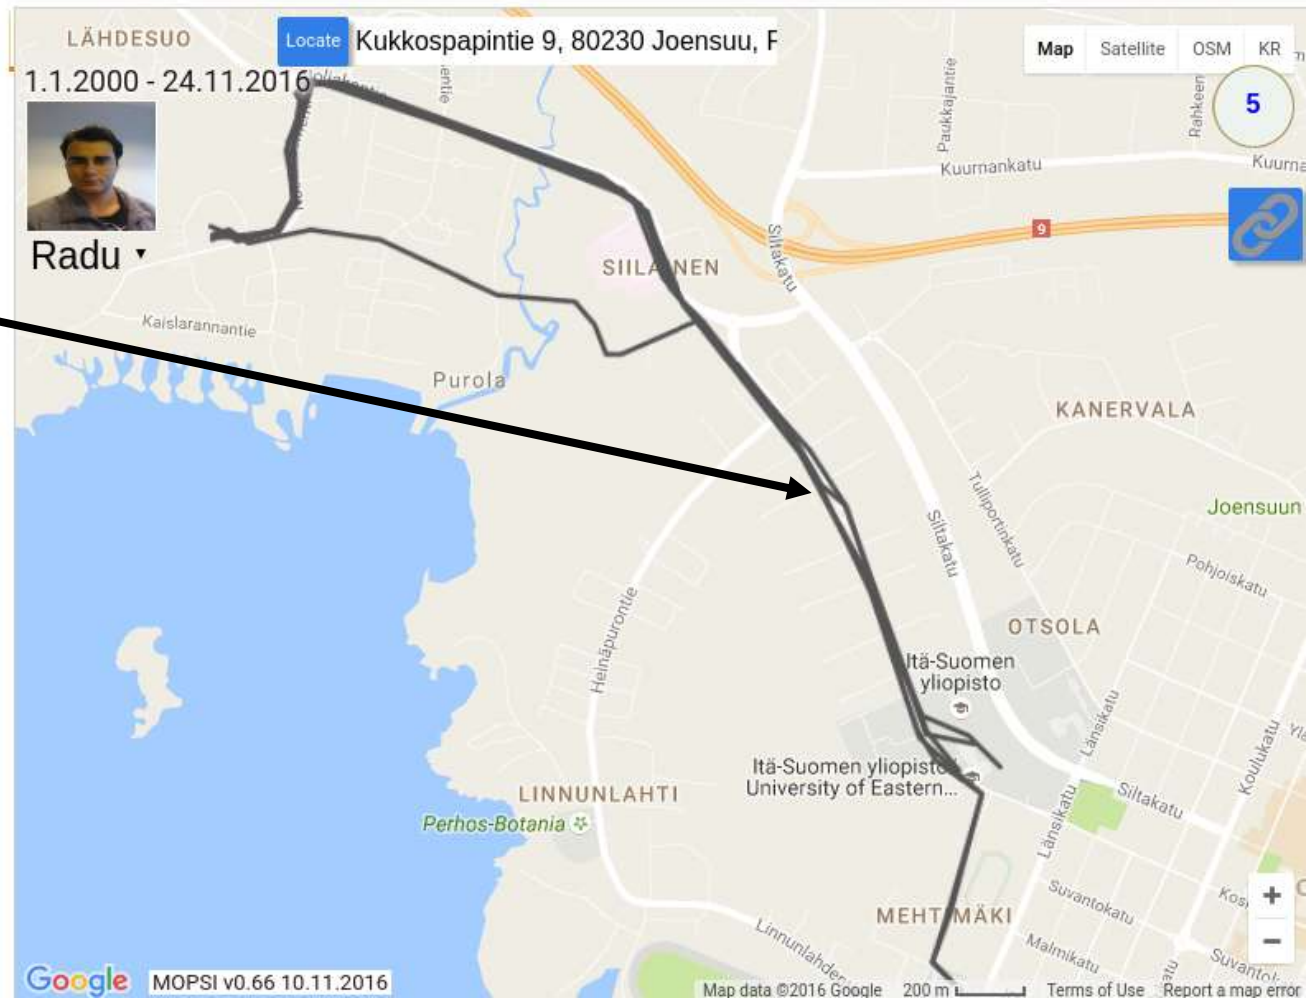 LÄHDESUO
Locate
Kukkospapintie 9, 80230 Joensuu, F
Map
Satellite
OSM
KR
1.1.2000 - 24.11.2016
5
Radu
Paukkajantie
Rahkeen
Kuurnankatu
Kuurna
9
Siltakatu
SIILAINEN
Kaislarannantie
Purola
KANERVALA
Tulliportinkatu
Joensuun
Siltakatu
Pohjoiskatu
Heinäpurontie
OTSOLA
Itä-Suomen
yliopisto
Länsikatu
Koulukatu
Itä-Suomen yliopisto
University of Eastern...
LINNUNLAHTI
Perhos-Botania
Siltakatu
Länsikatu
Suvantokatu
MEHTIMÄKI
Malmikatu
Linnunlahden
+
−
Google
MOPSI v0.66 10.11.2016
Map data ©2016 Google
200 m
Terms of Use
Report a map error